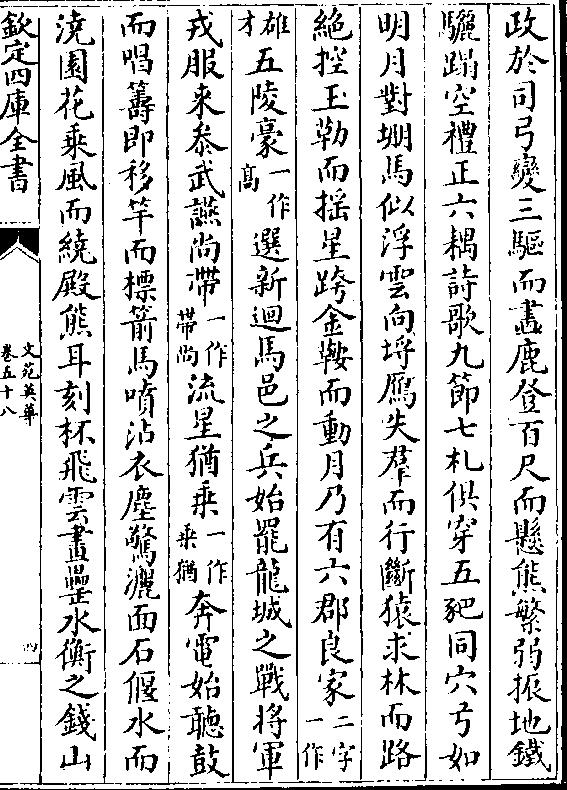 政於司弓變三驅而畫鹿登百尺而懸熊繁弱振地鐵
驪蹋空禮正六耦詩歌九節七札俱穿五豝同穴弓如
明月對堋馬似浮雲向埒鴈失羣而行斷猿求林而路
絶控玉勒而揺星跨金鞍而動月乃有六郡良家二字一作
雄才五陵豪一作髙選新迴馬邑之兵始罷龍城之戰將軍
戎服來叅武讌尚帶一作帶尚流星猶乗一作乗猶奔電始聴鼓
而唱籌即移竿而標箭馬噴沾衣塵驚灑面石偃水而
澆園花乗風而繞殿熊耳刻杯飛雲畫罍水衡之錢山
欽定四庫全書
文苑英華
卷五十八
四